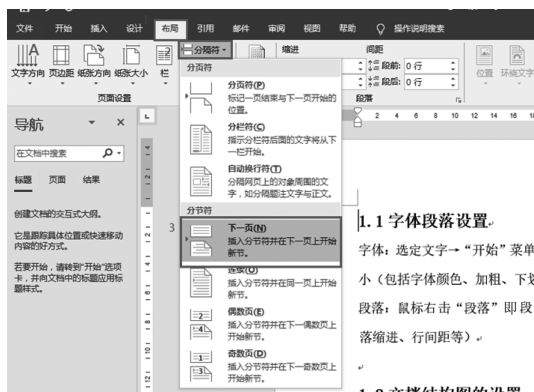 文件 开始 插入 设计 布局 引用 邮件 审阅 视图 帮助 操作说明搜索
文字方向 页边距 纸张方向 纸张大小 栏
分隔符
缩进 间距
段前: 0 行
段后: 0 行
位置 环绕文字
页面设置
段落
分页符
分页符(P)
标记一页结束与下一页开始的
位置。
分栏符(C)
指示分栏符后面的文字将从下
一栏开始。
自动换行符(T)
分隔网页上的对象周围的文
字，如分隔题注文字与正文。
分节符
下一页(N)
插入分节符并在下一页上开始
新节。
连续(O)
插入分节符并在同一页上开始
新节。
偶数页(E)
插入分节符并在下一偶数页上
开始新节。
奇数页(D)
插入分节符并在下一奇数页上
开始新节。
导航
在文档中搜索
标题 页面 结果
创建文档的交互式大纲。
它是跟踪具体位置或快速移动
内容的好方式。
若要开始，请转到“开始”选项
卡，并向文档中的标题应用标
题样式。
3
2 4 6 8 10 12 14 16
1.1 字体段落设置
字体：选定文字→“开始”菜单
小（包括字体颜色、加粗、下划
段落：鼠标右击“段落”即段
落缩进、行间距等）